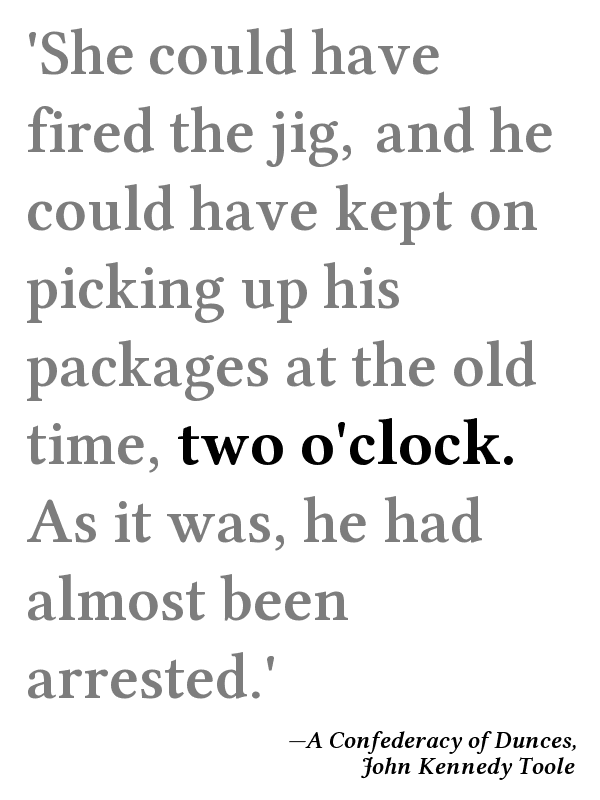 'She could have
fired the jig, and he
could have kept on
picking up his
packages at the old
time, two o'clock.
As it was, he had
almost been
arrested.'
—A Confederacy of Dunces,
John Kennedy Toole